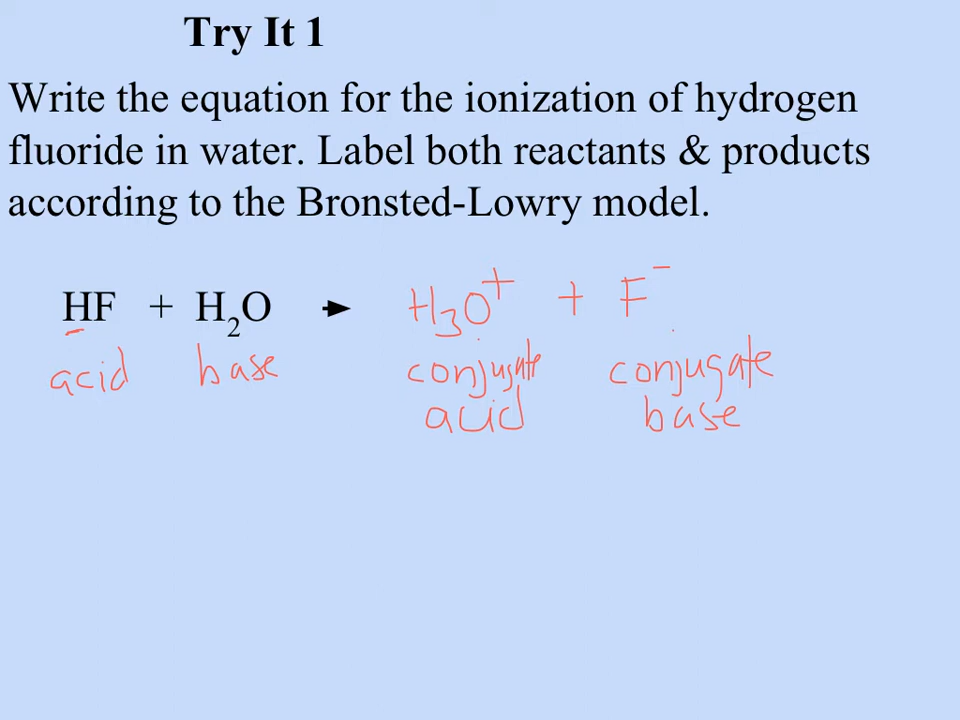 Try It 1
Write the equation for the ionization of hydrogen
fluoride in water. Label both reactants & products
according to the Bronsted-Lowry model.
HF + H₂O → H₃O⁺ + F⁻
acid base conjugate acid conjugate base